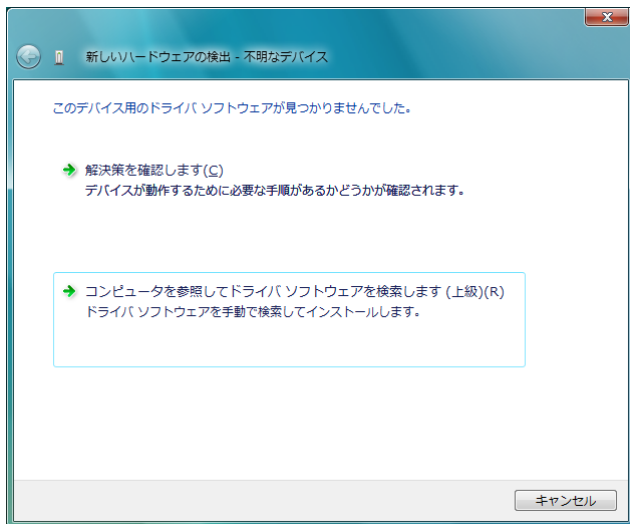 新しいハードウェアの検出 - 不明なデバイス
このデバイス用のドライバ ソフトウェアが見つかりませんでした。
解決策を確認します(C)
デバイスが動作するために必要な手順があるかどうかが確認されます。
コンピュータを参照してドライバ ソフトウェアを検索します (上級)(R)
ドライバ ソフトウェアを手動で検索してインストールします。
キャンセル